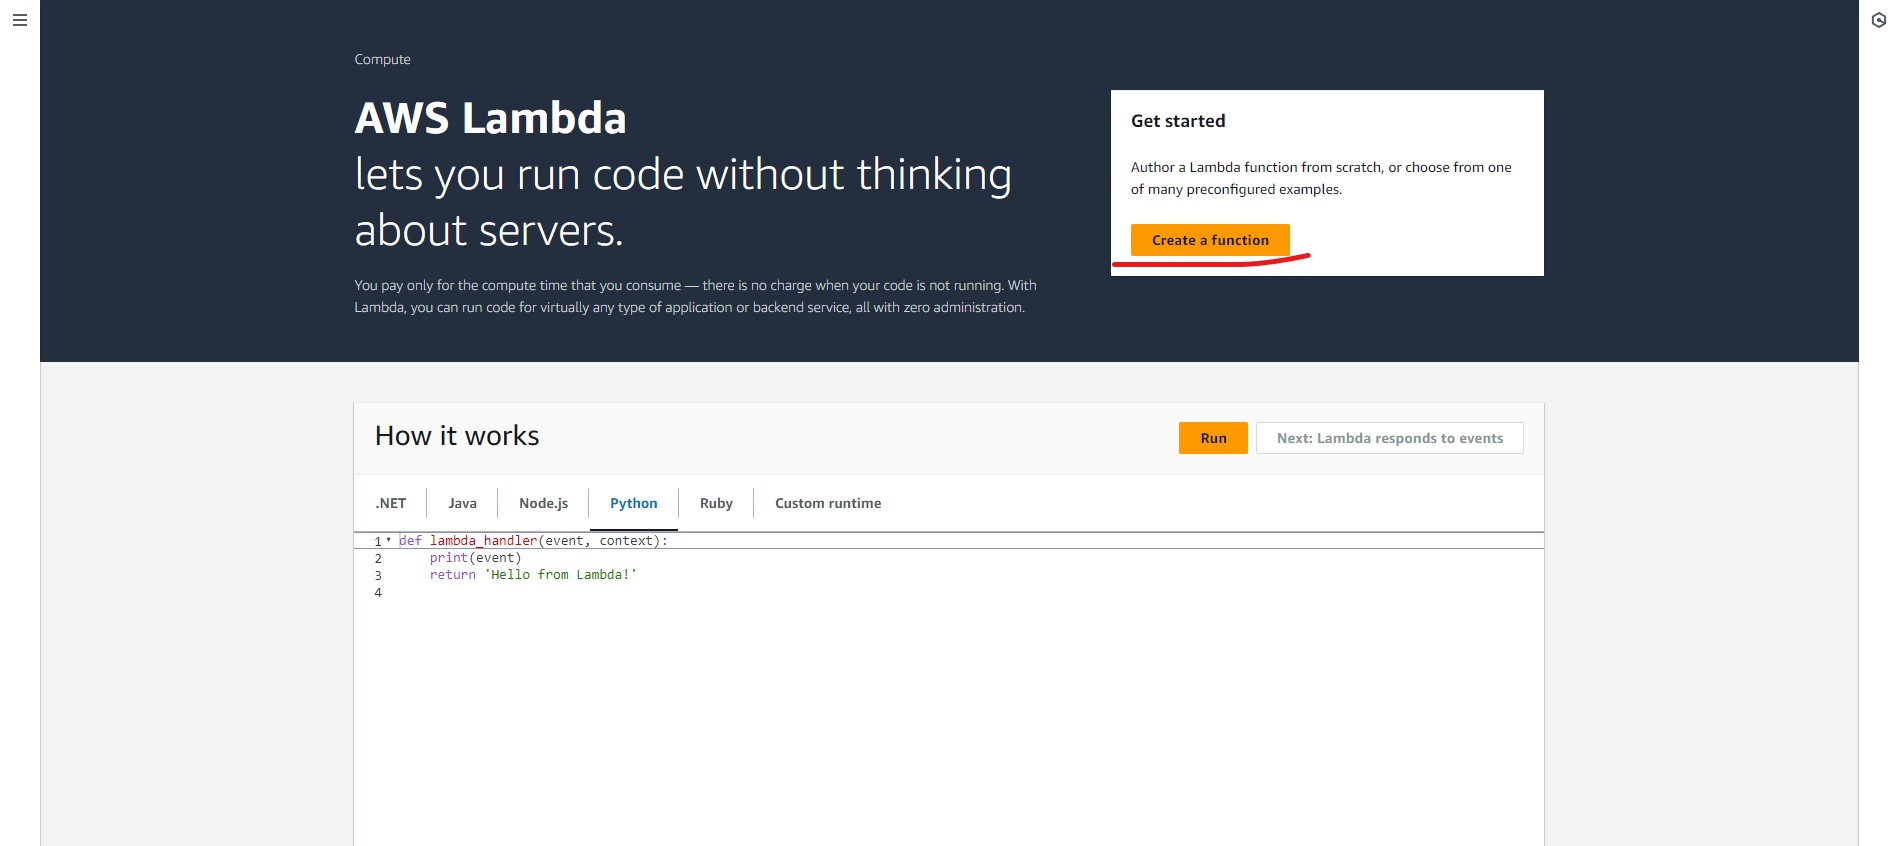 Compute
AWS Lambda
lets you run code without thinking
about servers.
You pay only for the compute time that you consume — there is no charge when your code is not running. With
Lambda, you can run code for virtually any type of application or backend service, all with zero administration.
Get started
Author a Lambda function from scratch, or choose from one
of many preconfigured examples.
Create a function
How it works
Run
Next: Lambda responds to events
.NET
Java
Node.js
Python
Ruby
Custom runtime
1 def lambda_handler(event, context):
2     print(event)
3     return 'Hello from Lambda!'
4